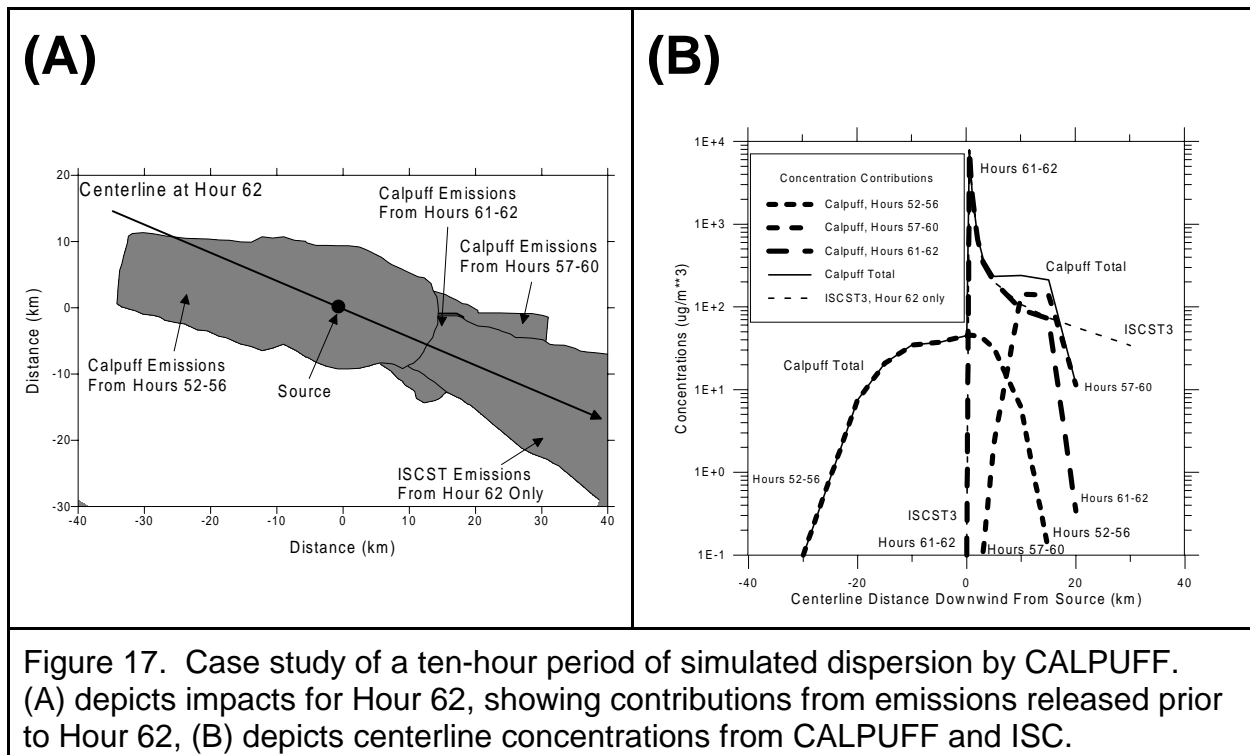 (A)
20
10
0
-10
-20
-30
Distance (km)
Centerline at Hour 62
Calpuff Emissions
From Hours 61-62
Calpuff Emissions
From Hours 57-60
Calpuff Emissions
From Hours 52-56
Source
ISCST Emissions
From Hour 62 Only
-40 -30 -20 -10 0 10 20 30 40
Distance (km)
(B)
1E+4
1E+3
1E+2
1E+1
1E+0
1E-1
Concentrations (ug/m**3)
Concentration Contributions
Calpuff, Hours 52-56
Calpuff, Hours 57-60
Calpuff, Hours 61-62
Calpuff Total
ISCST3, Hour 62 only
Hours 61-62
Calpuff Total
ISCST3
Calpuff Total
Hours 57-60
Hours 52-56
Hours 61-62
ISCST3
Hours 61-62
Hours 57-60
Hours 52-56
-40 -20 0 20 40
Centerline Distance Downwind From Source (km)
Figure 17. Case study of a ten-hour period of simulated dispersion by CALPUFF.
(A) depicts impacts for Hour 62, showing contributions from emissions released prior
to Hour 62, (B) depicts centerline concentrations from CALPUFF and ISC.